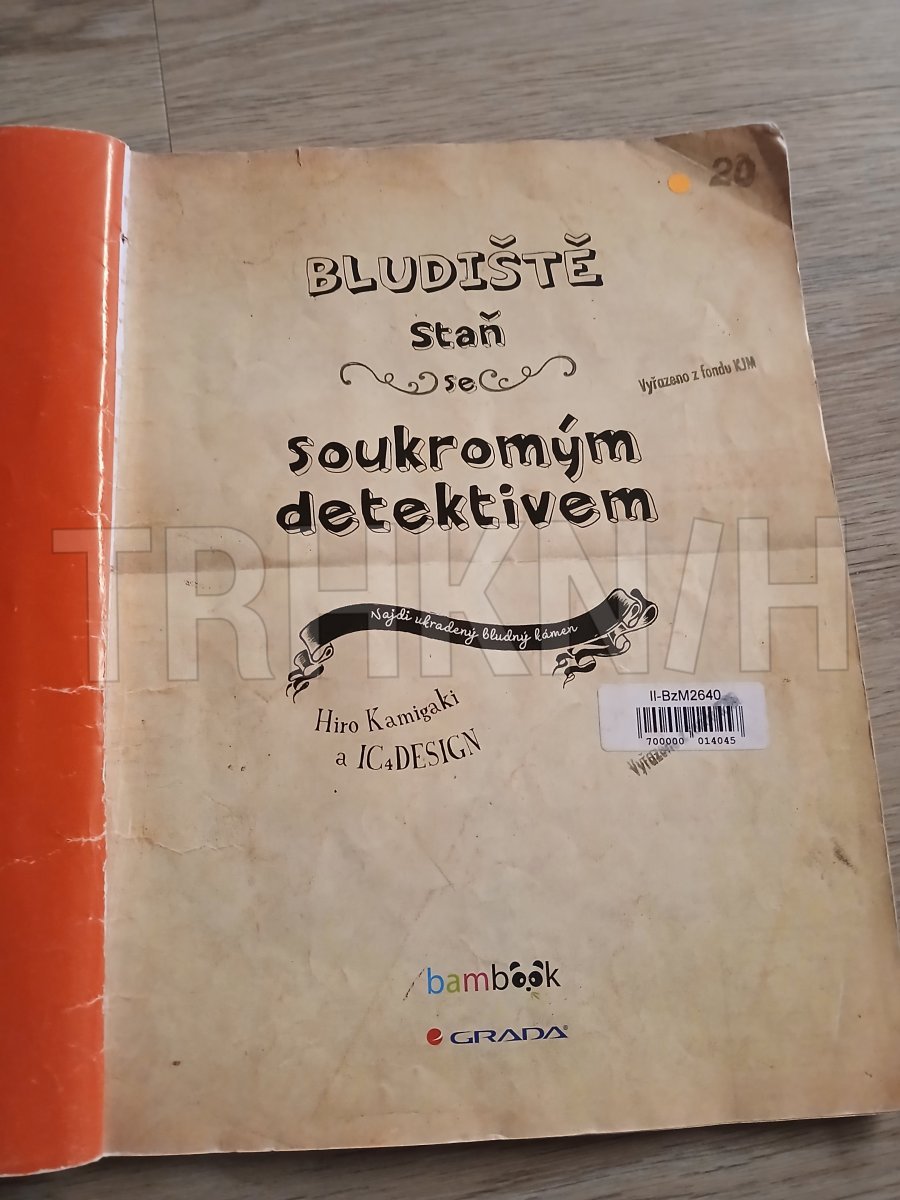 20
BLUDIŠTĚ
Staň
se
Vyřazeno z fondu KJM
soukromým
detektivem
TRHKN/H
Najdi ukradený bludný kámen
Hiro Kamigaki
a IC4DESIGN
II-BzM2640
700000 014045
bambook
GRADA